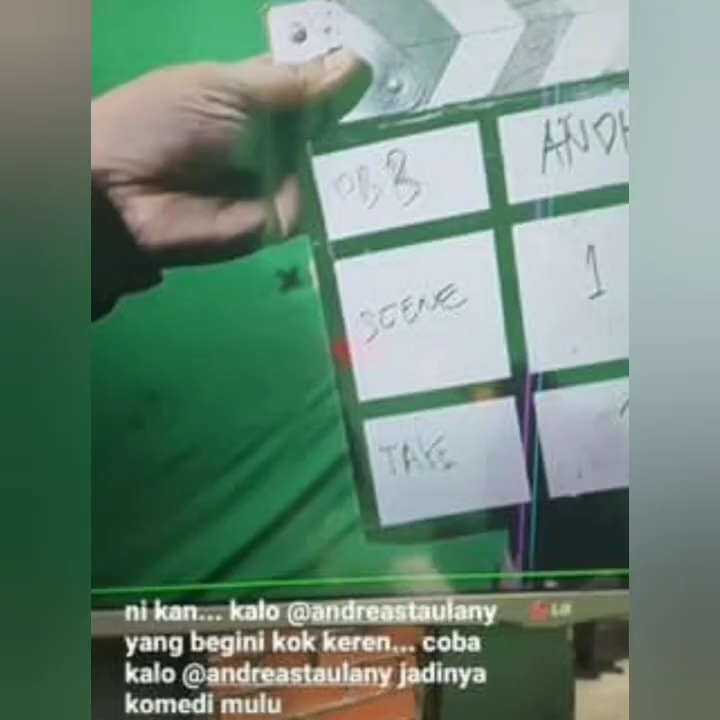 OBB
ANDH
SCENE
1
TAKE
LG
ni kan... kalo @andreastaulany
yang begini kok keren... coba
kalo @andreastaulany jadinya
komedi mulu